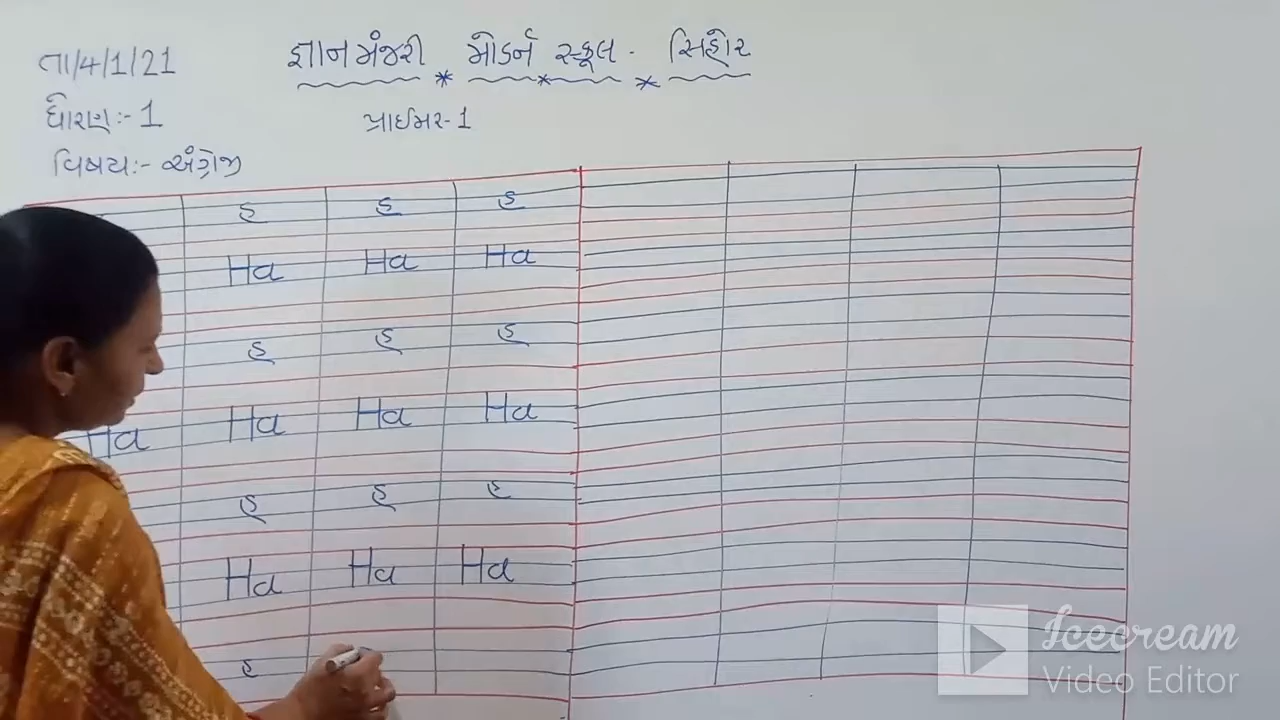 તા/4/1/21
જ્ઞાનમંજરી મોડર્ન સ્કૂલ - સિહોર
ધોરણ:- 1
પ્રાઈમર-1
વિષય:- અંગ્રેજી
હ હ હ
Ha Ha Ha
હ હ હ
Ha Ha Ha Ha
હ હ હ
Ha Ha Ha
હ
Icecream
Video Editor